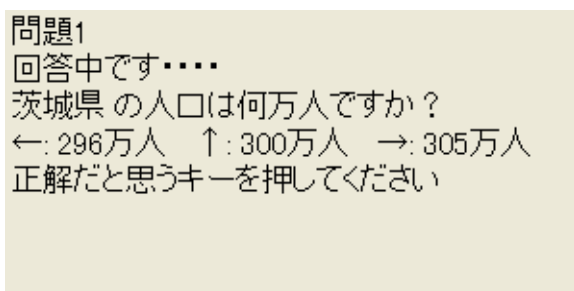 問題1
回答中です････
茨城県 の人口は何万人ですか？
←: 296万人　↑: 300万人　→: 305万人
正解だと思うキーを押してください